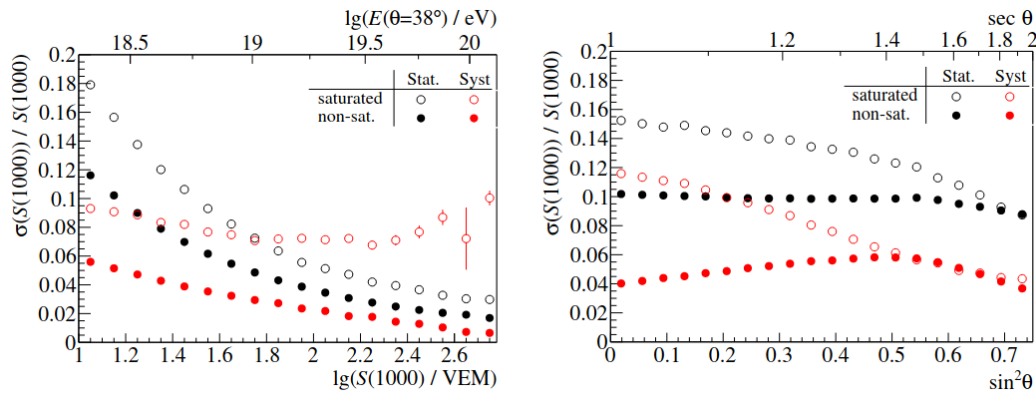 lg(E(θ=38°) / eV)
18.5 19 19.5 20
σ(S(1000)) / S(1000)
0.2
0.18
0.16
0.14
0.12
0.1
0.08
0.06
0.04
0.02
0
Stat. Syst
saturated
non-sat.
1 1.2 1.4 1.6 1.8 2 2.2 2.4 2.6
lg(S(1000) / VEM)
sec θ
1 1.2 1.4 1.6 1.8 2
σ(S(1000)) / S(1000)
0.2
0.18
0.16
0.14
0.12
0.1
0.08
0.06
0.04
0.02
0
Stat. Syst
saturated
non-sat.
0 0.1 0.2 0.3 0.4 0.5 0.6 0.7
sin²θ